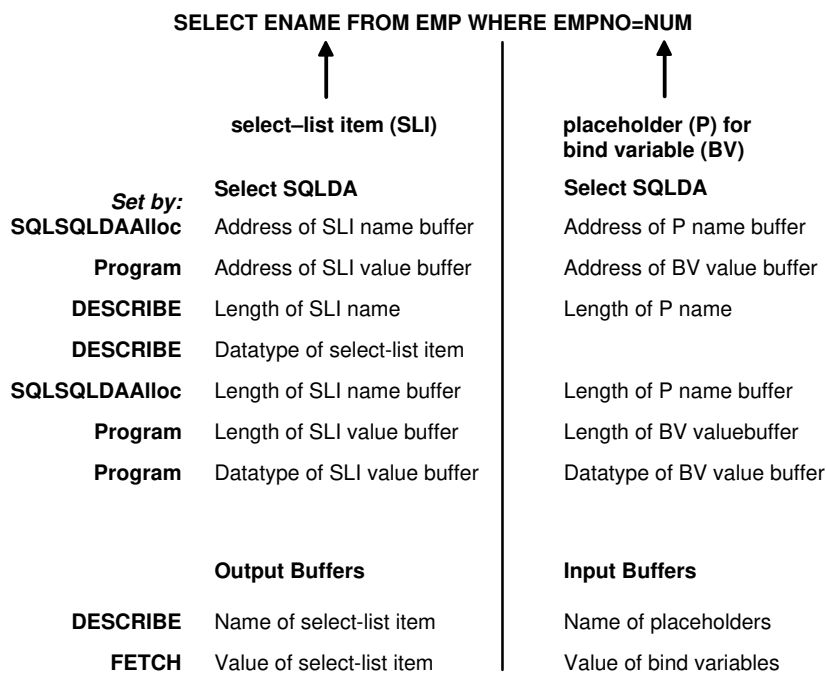 SELECT ENAME FROM EMP WHERE EMPNO=NUM
select–list item (SLI)
placeholder (P) for
bind variable (BV)
Set by:
Select SQLDA
Select SQLDA
SQLSQLDAAlloc Address of SLI name buffer Address of P name buffer
Program Address of SLI value buffer Address of BV value buffer
DESCRIBE Length of SLI name Length of P name
DESCRIBE Datatype of select-list item
SQLSQLDAAlloc Length of SLI name buffer Length of P name buffer
Program Length of SLI value buffer Length of BV valuebuffer
Program Datatype of SLI value buffer Datatype of BV value buffer
Output Buffers Input Buffers
DESCRIBE Name of select-list item Name of placeholders
FETCH Value of select-list item Value of bind variables